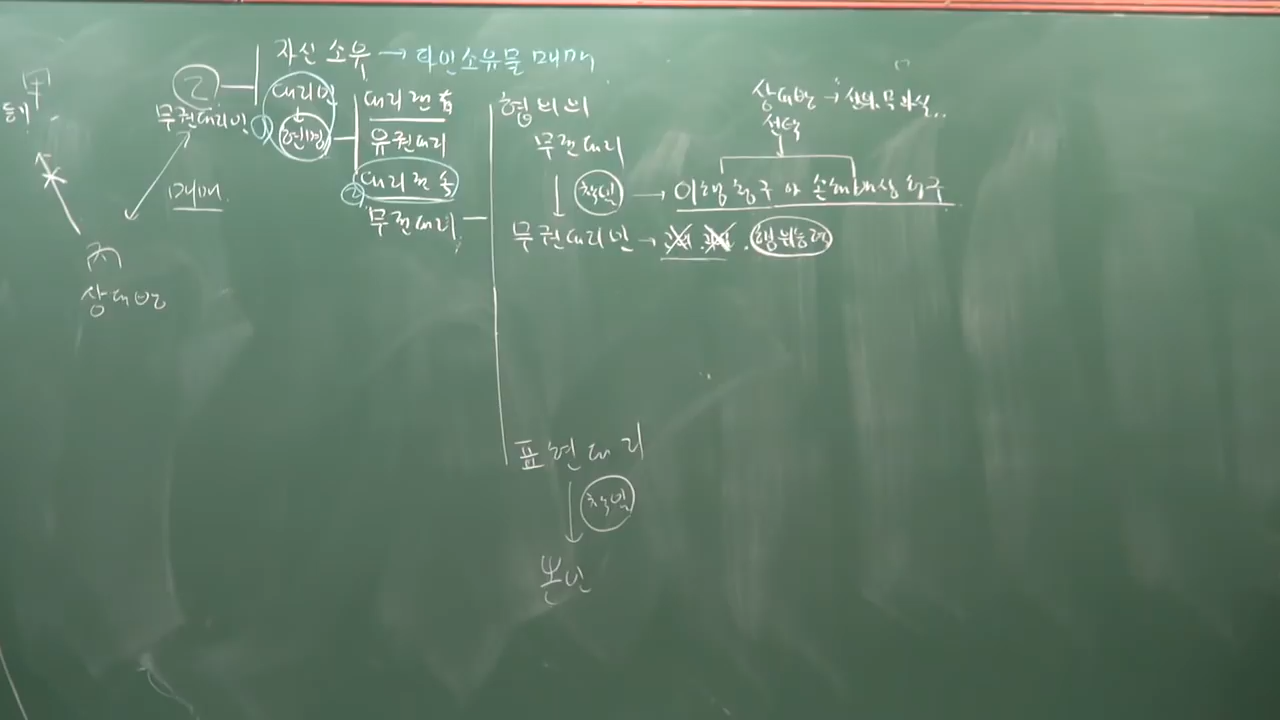 甲
乙
자신 소유 → 타인소유물 매매
무권대리인
대리인
① 현명
대리권 有
유권대리
② 대리권 속
무권대리
매매
丙
상대방
협의의
무권대리
↓ 책임 → 이행청구 or 손해배상청구
상대방 → 선의.무과실..
선택
무권대리인 → . 행위능력
표현대리
↓ 책임
본인